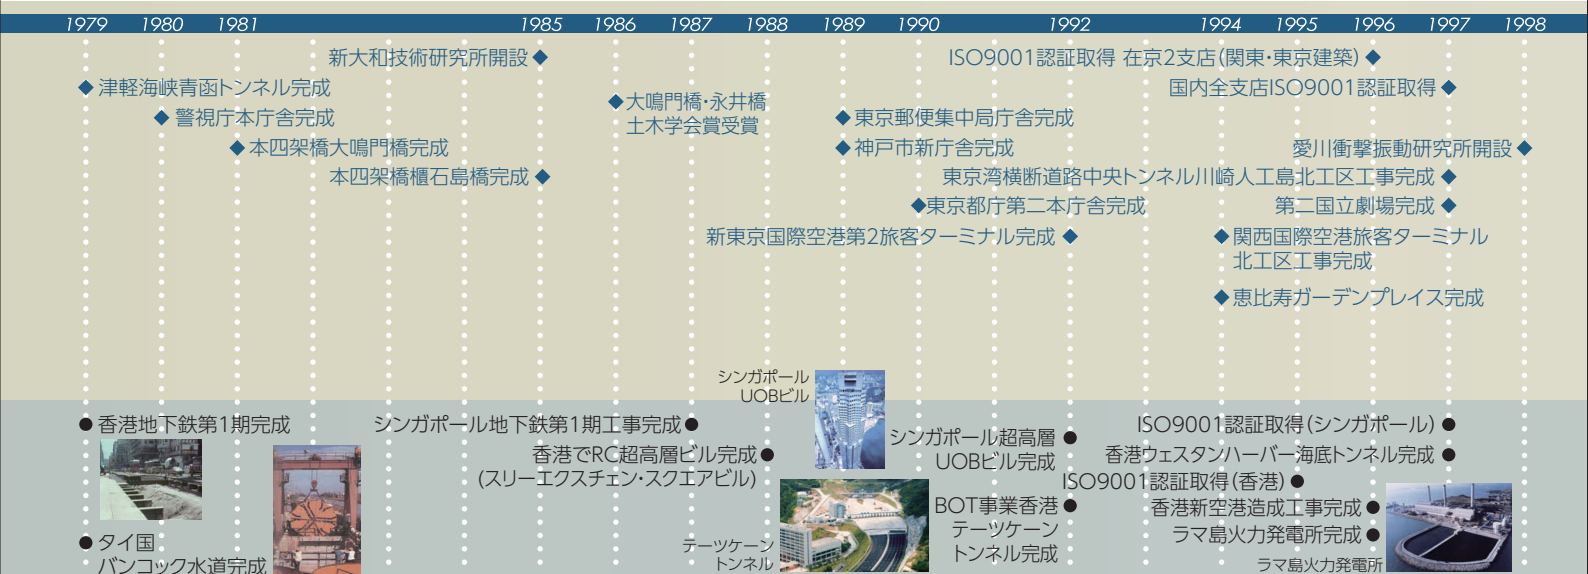 1979 1980 1981 1985 1986 1987 1988 1989 1990 1992 1994 1995 1996 1997 1998
新大和技術研究所開設◆
ISO9001認証取得 在京2支店(関東・東京建築)◆
◆津軽海峡青函トンネル完成
国内全支店ISO9001認証取得◆
◆大鳴門橋・永井橋
土木学会賞受賞
◆警視庁本庁舎完成
◆東京郵便集中局庁舎完成
◆本四架橋大鳴門橋完成
◆神戸市新庁舎完成
愛川衝撃振動研究所開設◆
本四架橋櫃石島橋完成◆
東京湾横断道路中央トンネル川崎人工島北工区工事完成◆
◆東京都庁第二本庁舎完成
第二国立劇場完成◆
新東京国際空港第2旅客ターミナル完成◆
◆関西国際空港旅客ターミナル
北工区工事完成
◆恵比寿ガーデンプレイス完成
シンガポール
UOBビル
●香港地下鉄第1期完成
シンガポール地下鉄第1期工事完成●
香港でRC超高層ビル完成●
(スリーエクスチェン・スクエアビル)
シンガポール超高層●
UOBビル完成
ISO9001認証取得(シンガポール)●
香港ウェスタンハーバー海底トンネル完成●
ISO9001認証取得(香港)●
BOT事業香港●
テーツケーン
トンネル完成
香港新空港造成工事完成●
ラマ島火力発電所完成●
●タイ国
バンコック水道完成
テーツケーン
トンネル
ラマ島火力発電所